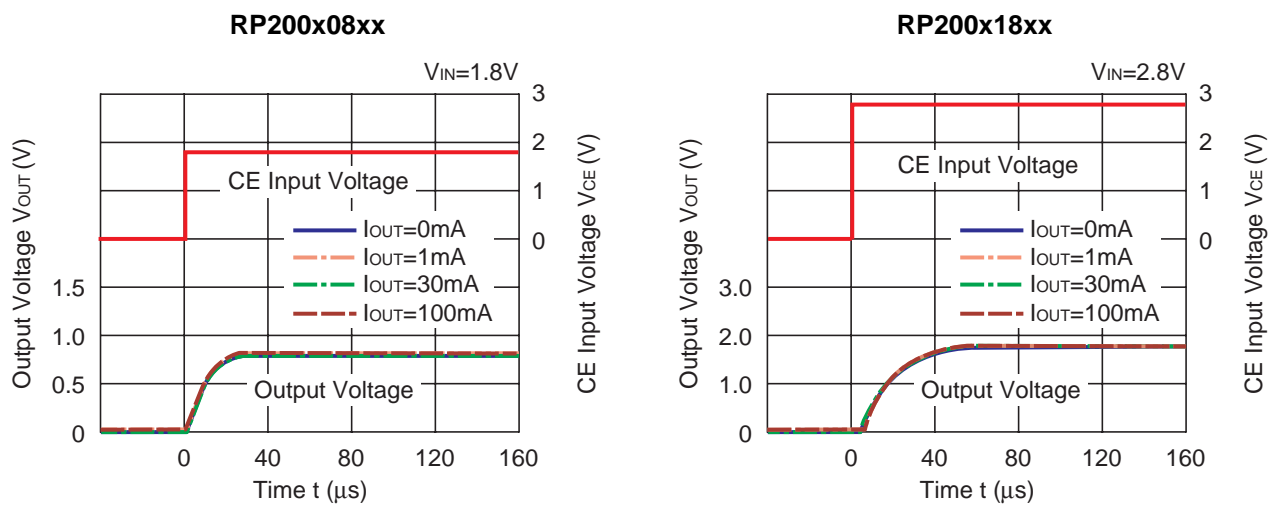 RP200x08xx
VIN=1.8V
Output Voltage VOUT (V)
1.5
1.0
0.5
0
3
2
1
0
CE Input Voltage VCE (V)
CE Input Voltage
IOUT=0mA
IOUT=1mA
IOUT=30mA
IOUT=100mA
Output Voltage
0 40 80 120 160
Time t (μs)
RP200x18xx
VIN=2.8V
Output Voltage VOUT (V)
3.0
2.0
1.0
0
3
2
1
0
CE Input Voltage VCE (V)
CE Input Voltage
IOUT=0mA
IOUT=1mA
IOUT=30mA
IOUT=100mA
Output Voltage
0 40 80 120 160
Time t (μs)